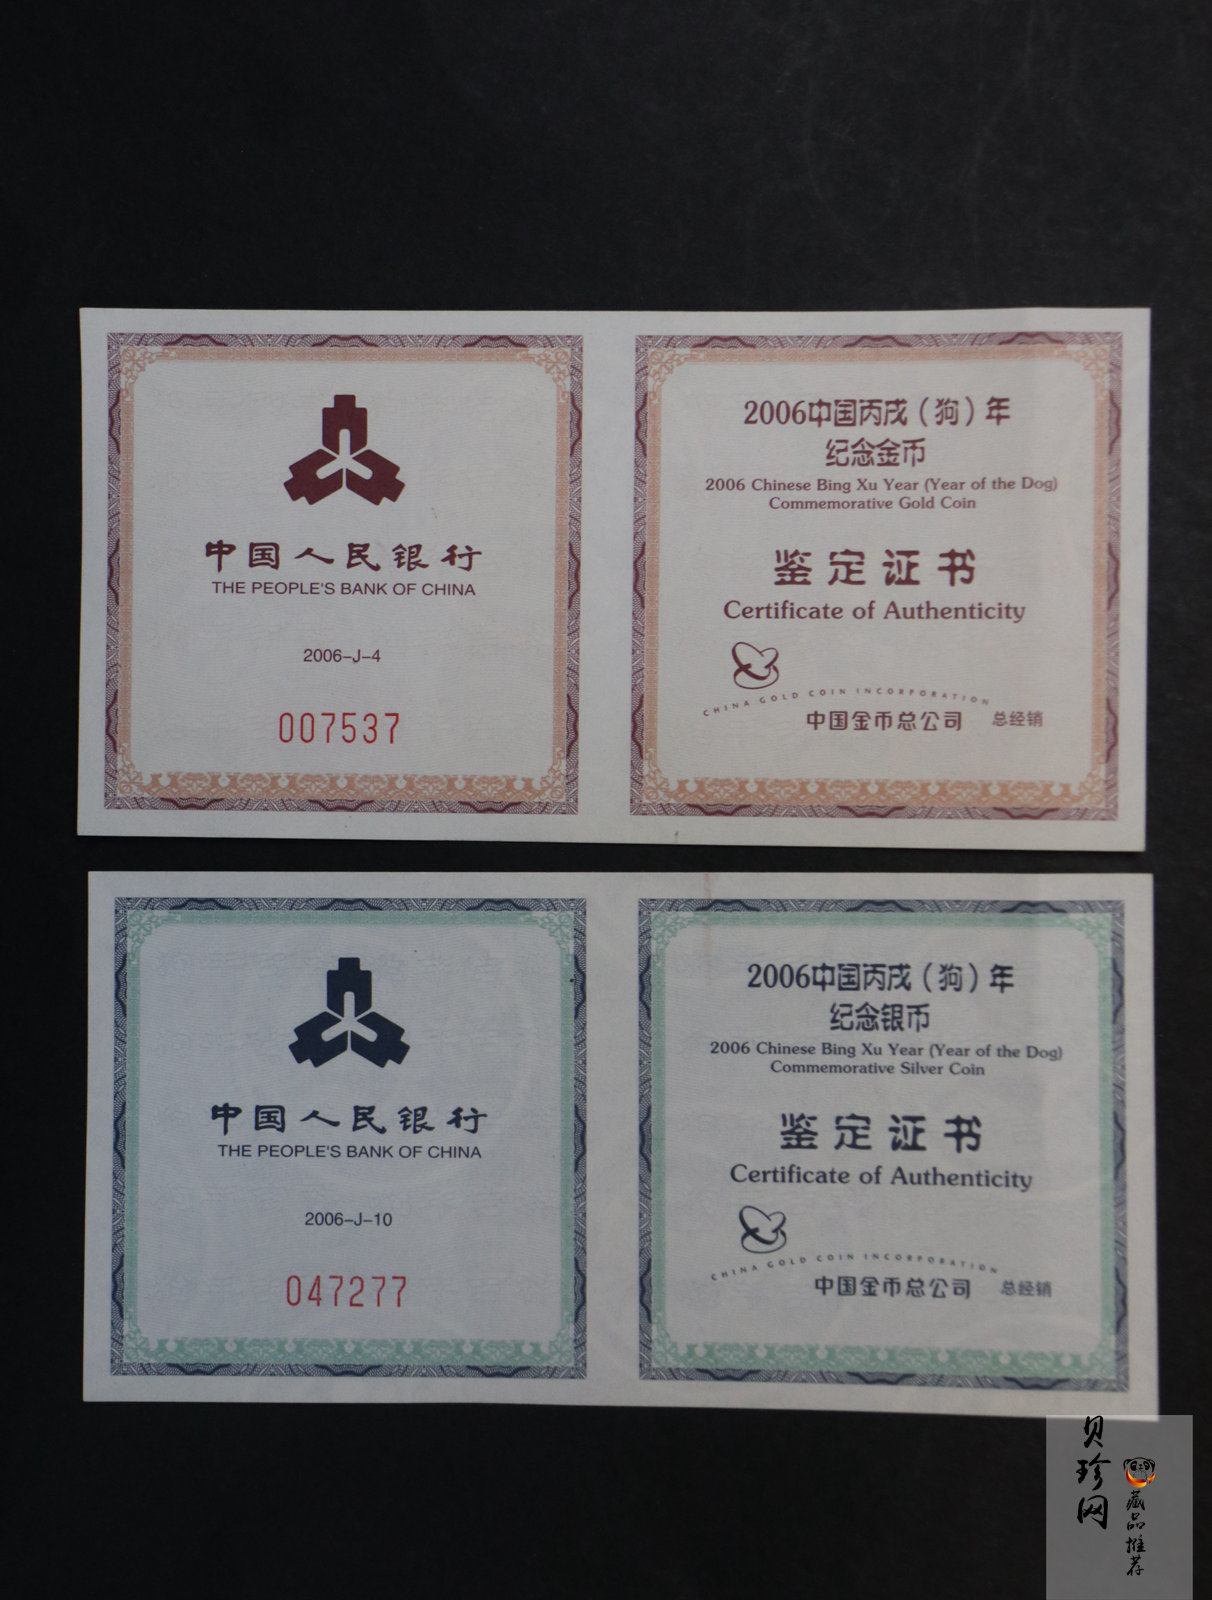 中国人民银行
THE PEOPLE'S BANK OF CHINA
2006-J-4
007537
2006中国丙戌（狗）年
纪念金币
2006 Chinese Bing Xu Year (Year of the Dog)
Commemorative Gold Coin
鉴定证书
Certificate of Authenticity
CHINA GOLD COIN INCORPORATION
中国金币总公司 总经销
中国人民银行
THE PEOPLE'S BANK OF CHINA
2006-J-10
047277
2006中国丙戌（狗）年
纪念银币
2006 Chinese Bing Xu Year (Year of the Dog)
Commemorative Silver Coin
鉴定证书
Certificate of Authenticity
CHINA GOLD COIN INCORPORATION
中国金币总公司 总经销
贝珍网
藏品推荐